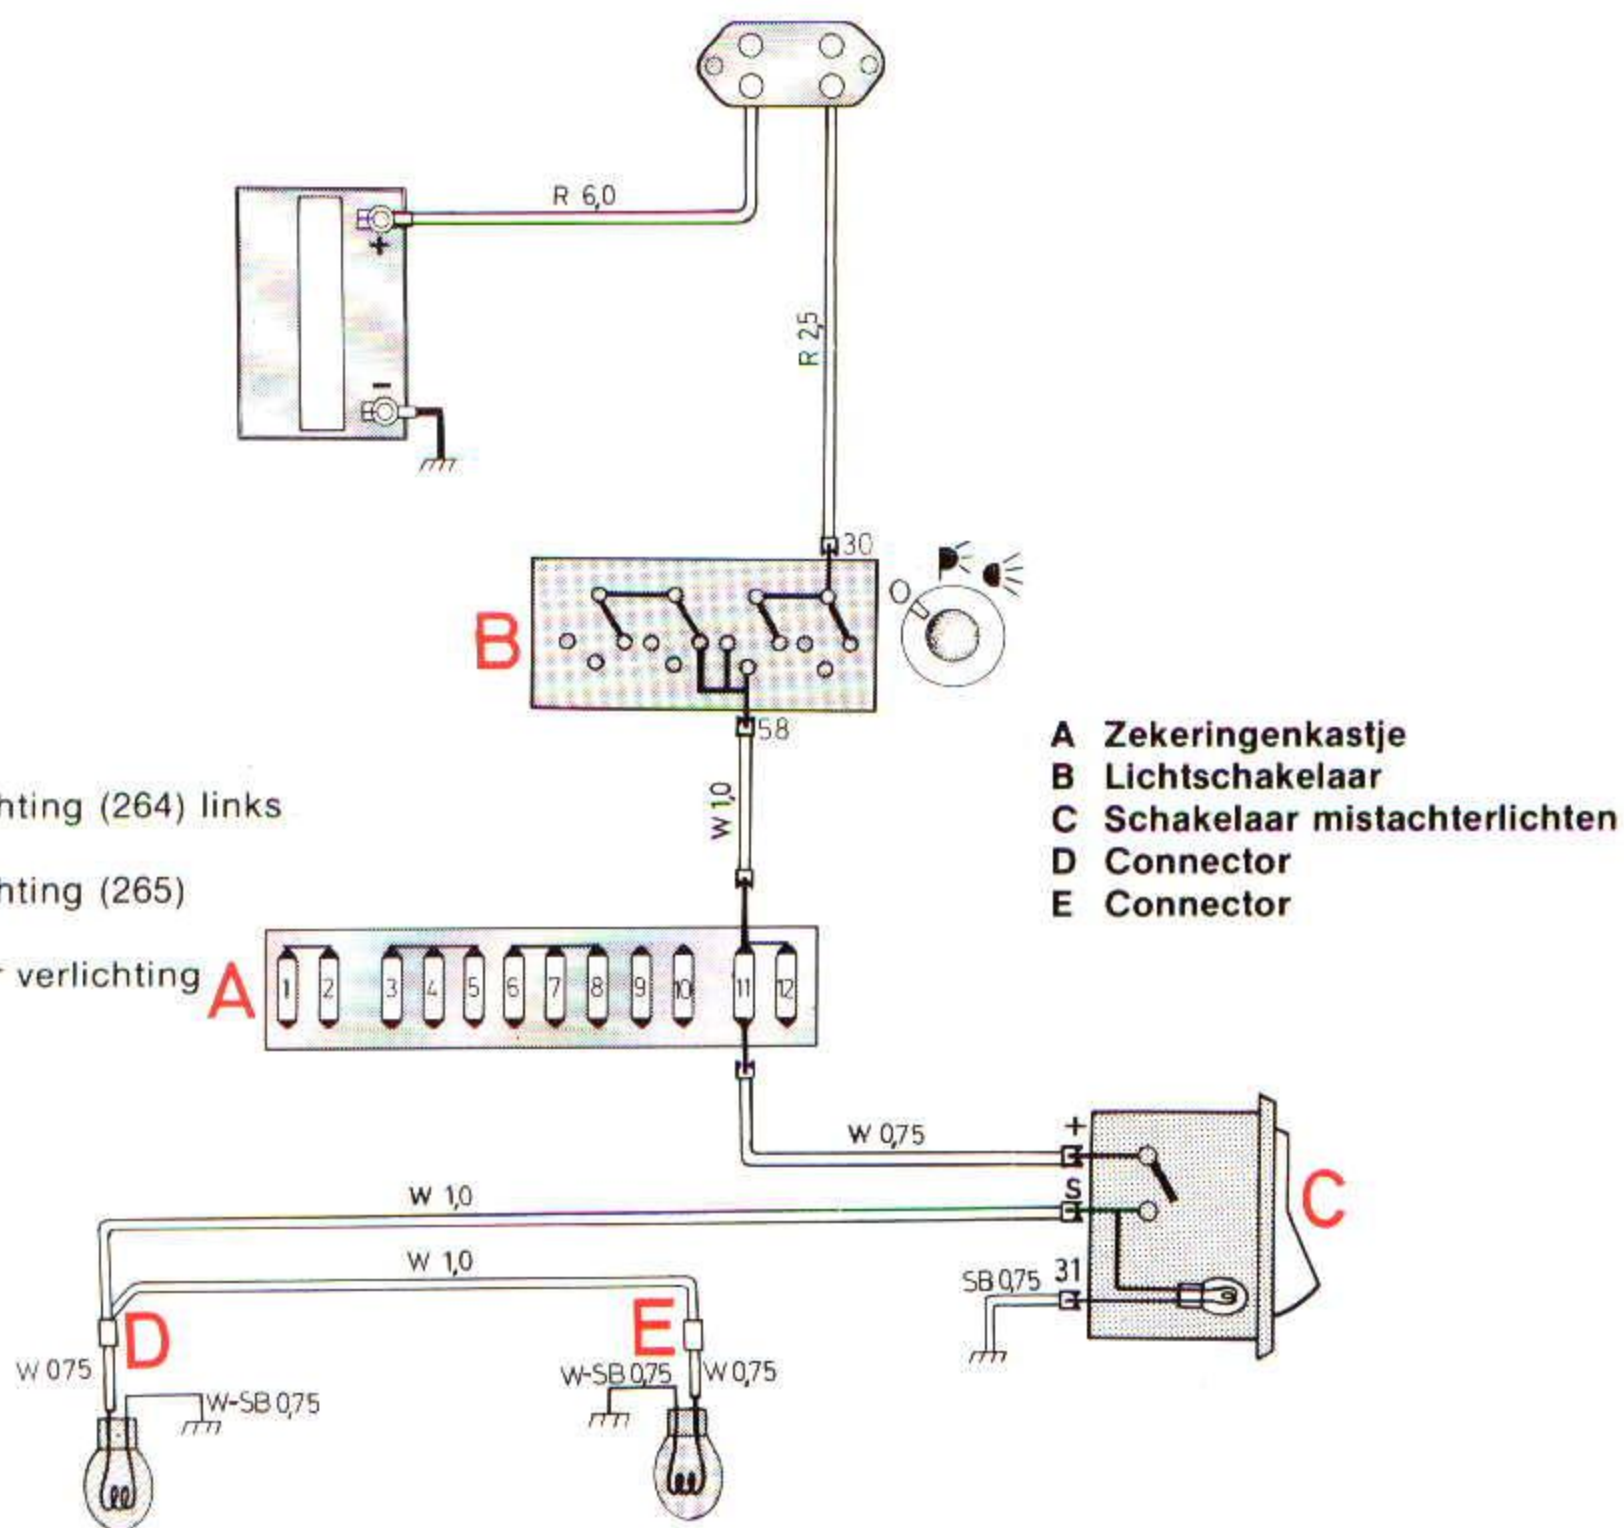 R 6,0
+
R 2,5
−
30
B
58
A Zekeringenkastje
B Lichtschakelaar
C Schakelaar mistachterlichten
D Connector
E Connector
W 1,0
hting (264) links
hting (265)
verlichting
A
1 2 3 4 5 6 7 8 9 10 11 12
+
W 0,75
S
W 1,0
C
W 1,0
31
SB 0,75
D
E
W 075
W-SB 0,75
W-SB 0,75
W 0,75